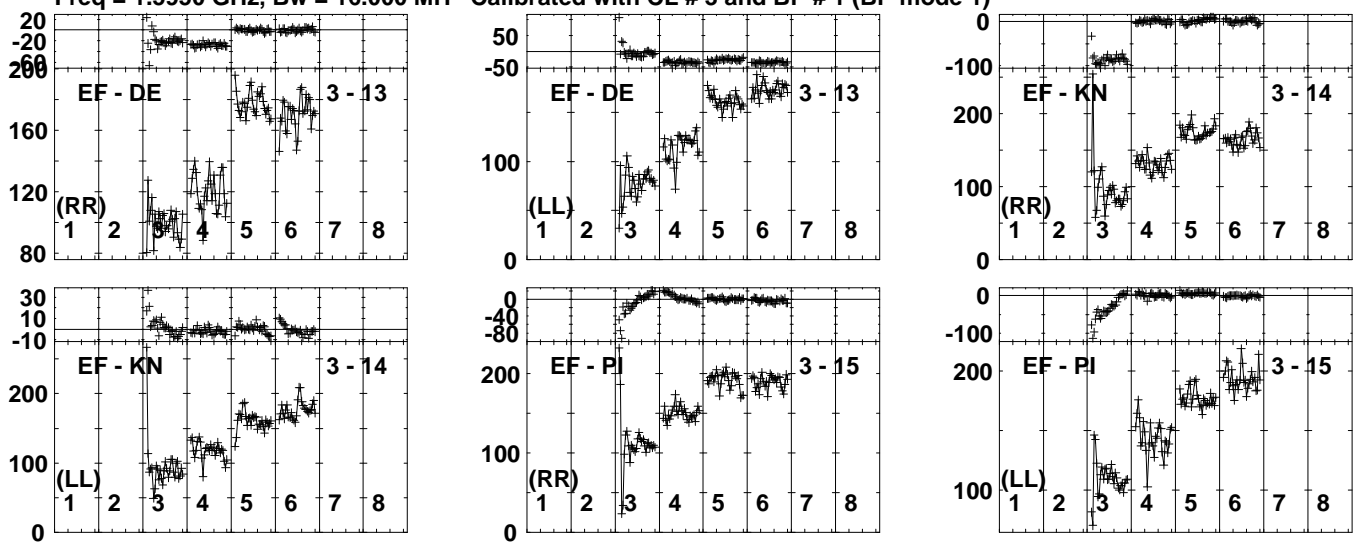 Freq = GHz, Bw = 16.000 MH Calibrated with CL # 3 and BP # 1 (BP mode 1)
20
-20
-60
200
160
120
80
EF - DE 3 - 13
(RR)
1 2 3 4 5 6 7 8
50
-50
100
0
EF - DE 3 - 13
(LL)
1 2 3 4 5 6 7 8
0
-100
200
100
0
EF - KN 3 - 14
(RR)
1 2 3 4 5 6 7 8
30
10
-10
200
100
0
EF - KN 3 - 14
(LL)
1 2 3 4 5 6 7 8
0
-40
-80
200
100
0
EF - PI 3 - 15
(RR)
1 2 3 4 5 6 7 8
0
-100
200
100
EF - PI 3 - 15
(LL)
1 2 3 4 5 6 7 8